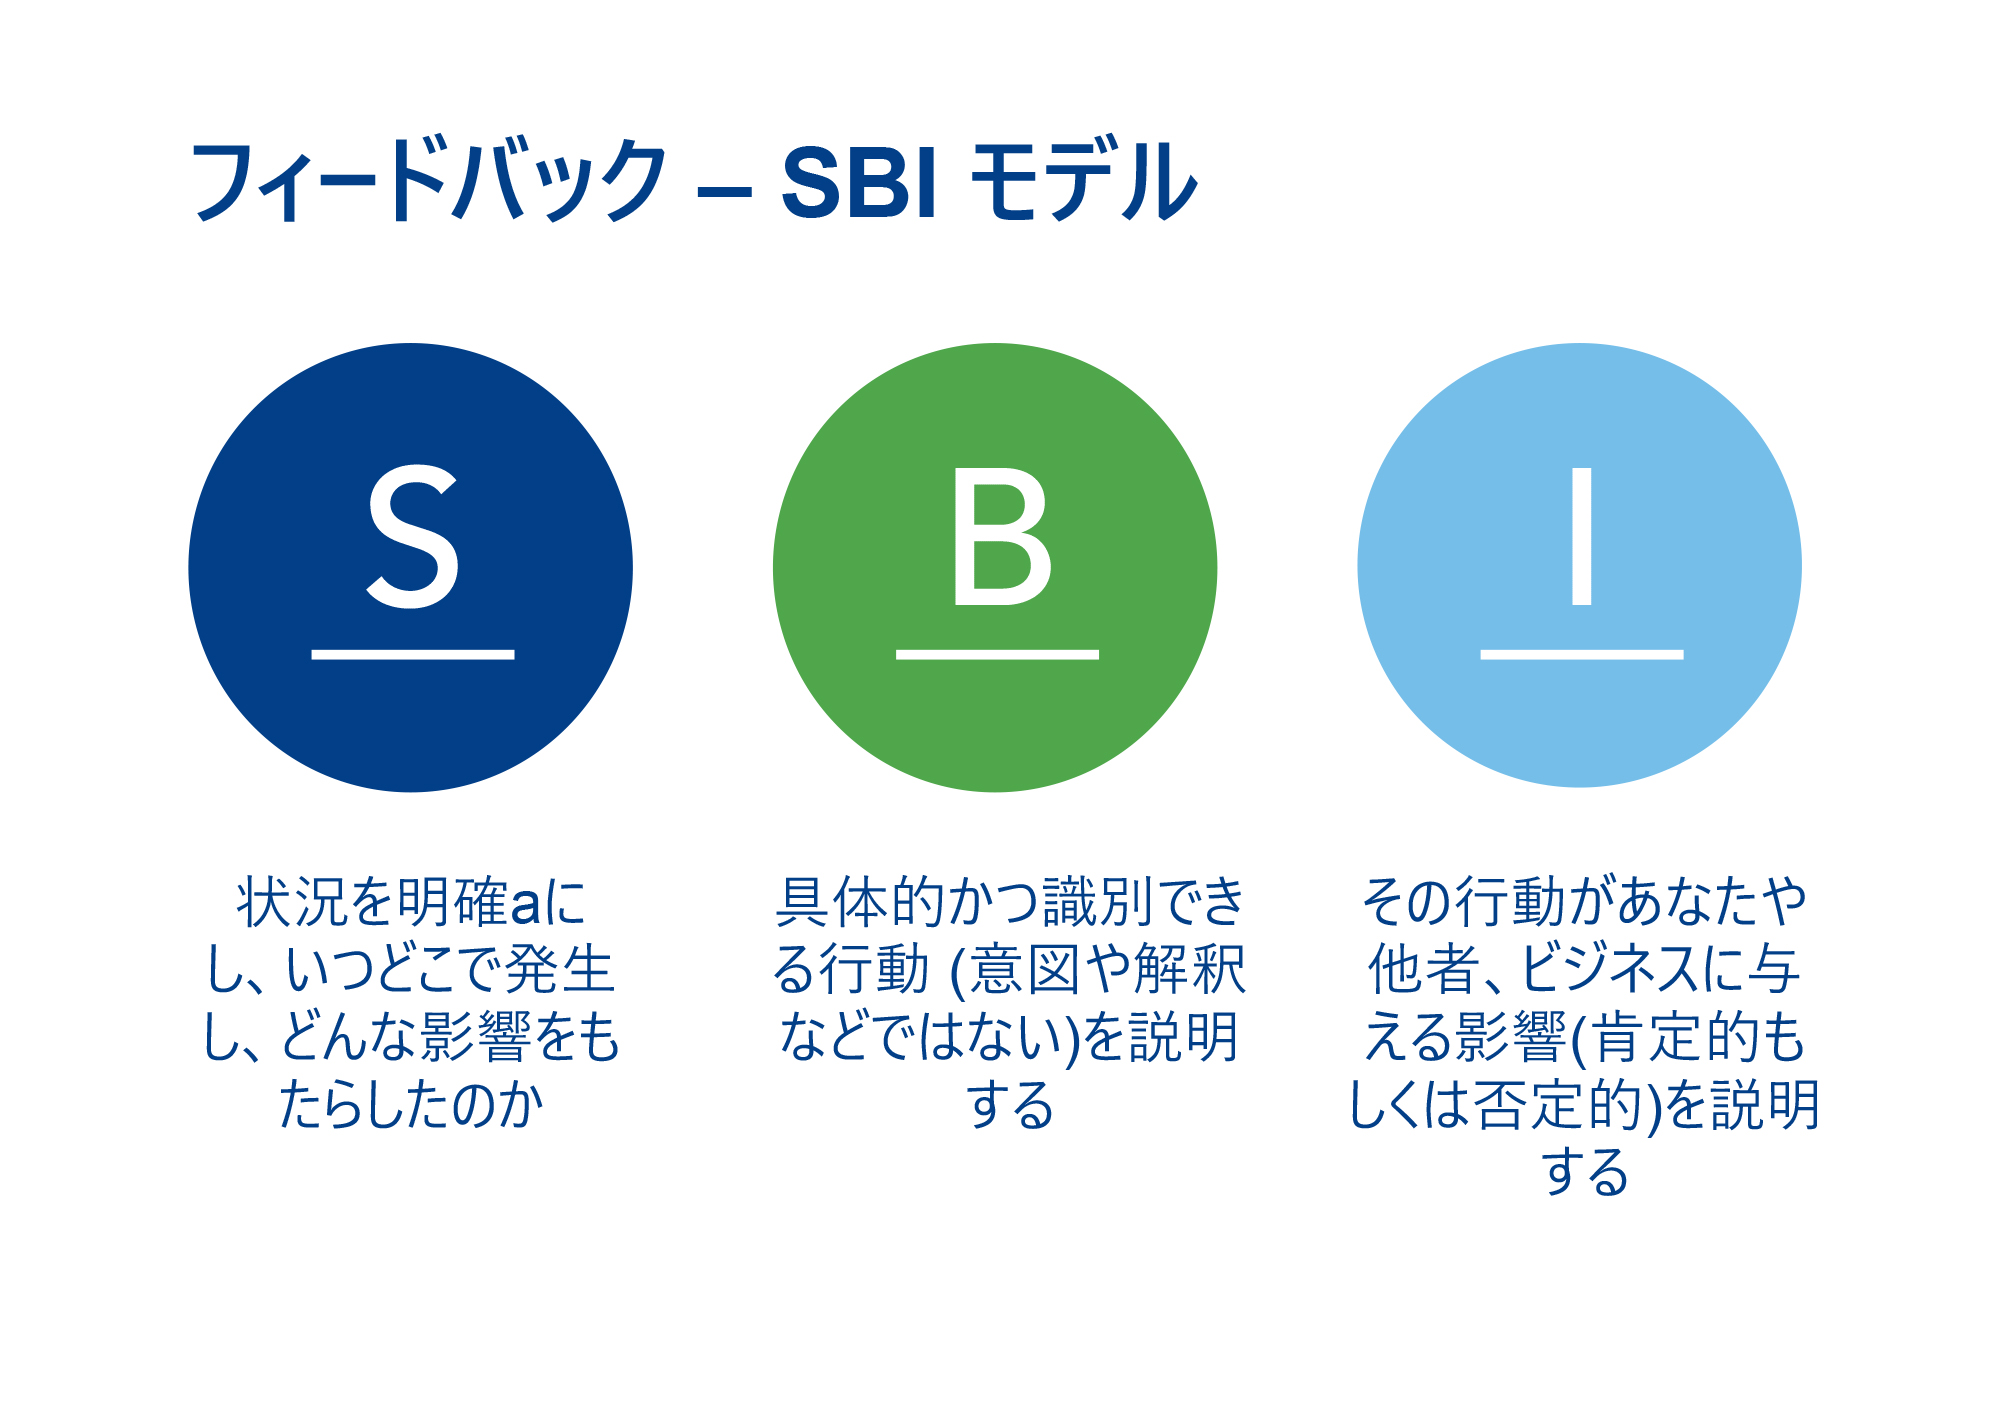 フィードバック – SBI モデル
S
B
I
状況を明確aに
し、いつどこで発生
し、どんな影響をも
たらしたのか
具体的かつ識別でき
る行動 (意図や解釈
などではない)を説明
する
その行動があなたや
他者、ビジネスに与
える影響(肯定的も
しくは否定的)を説明
する